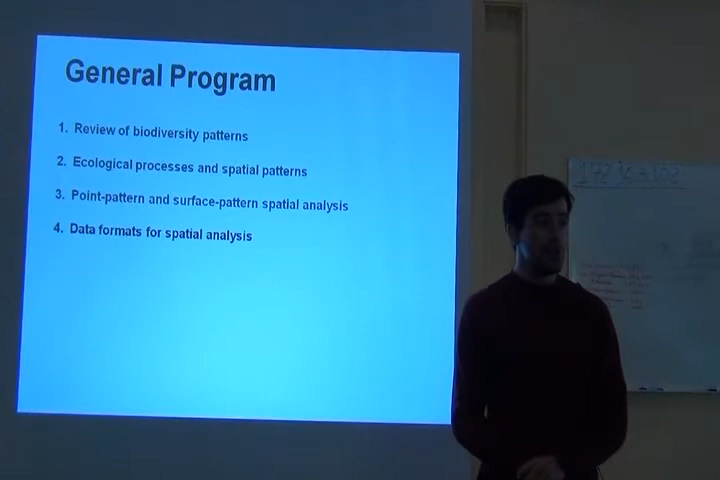 General Program
1. Review of biodiversity patterns
2. Ecological processes and spatial patterns
3. Point-pattern and surface-pattern spatial analysis
4. Data formats for spatial analysis